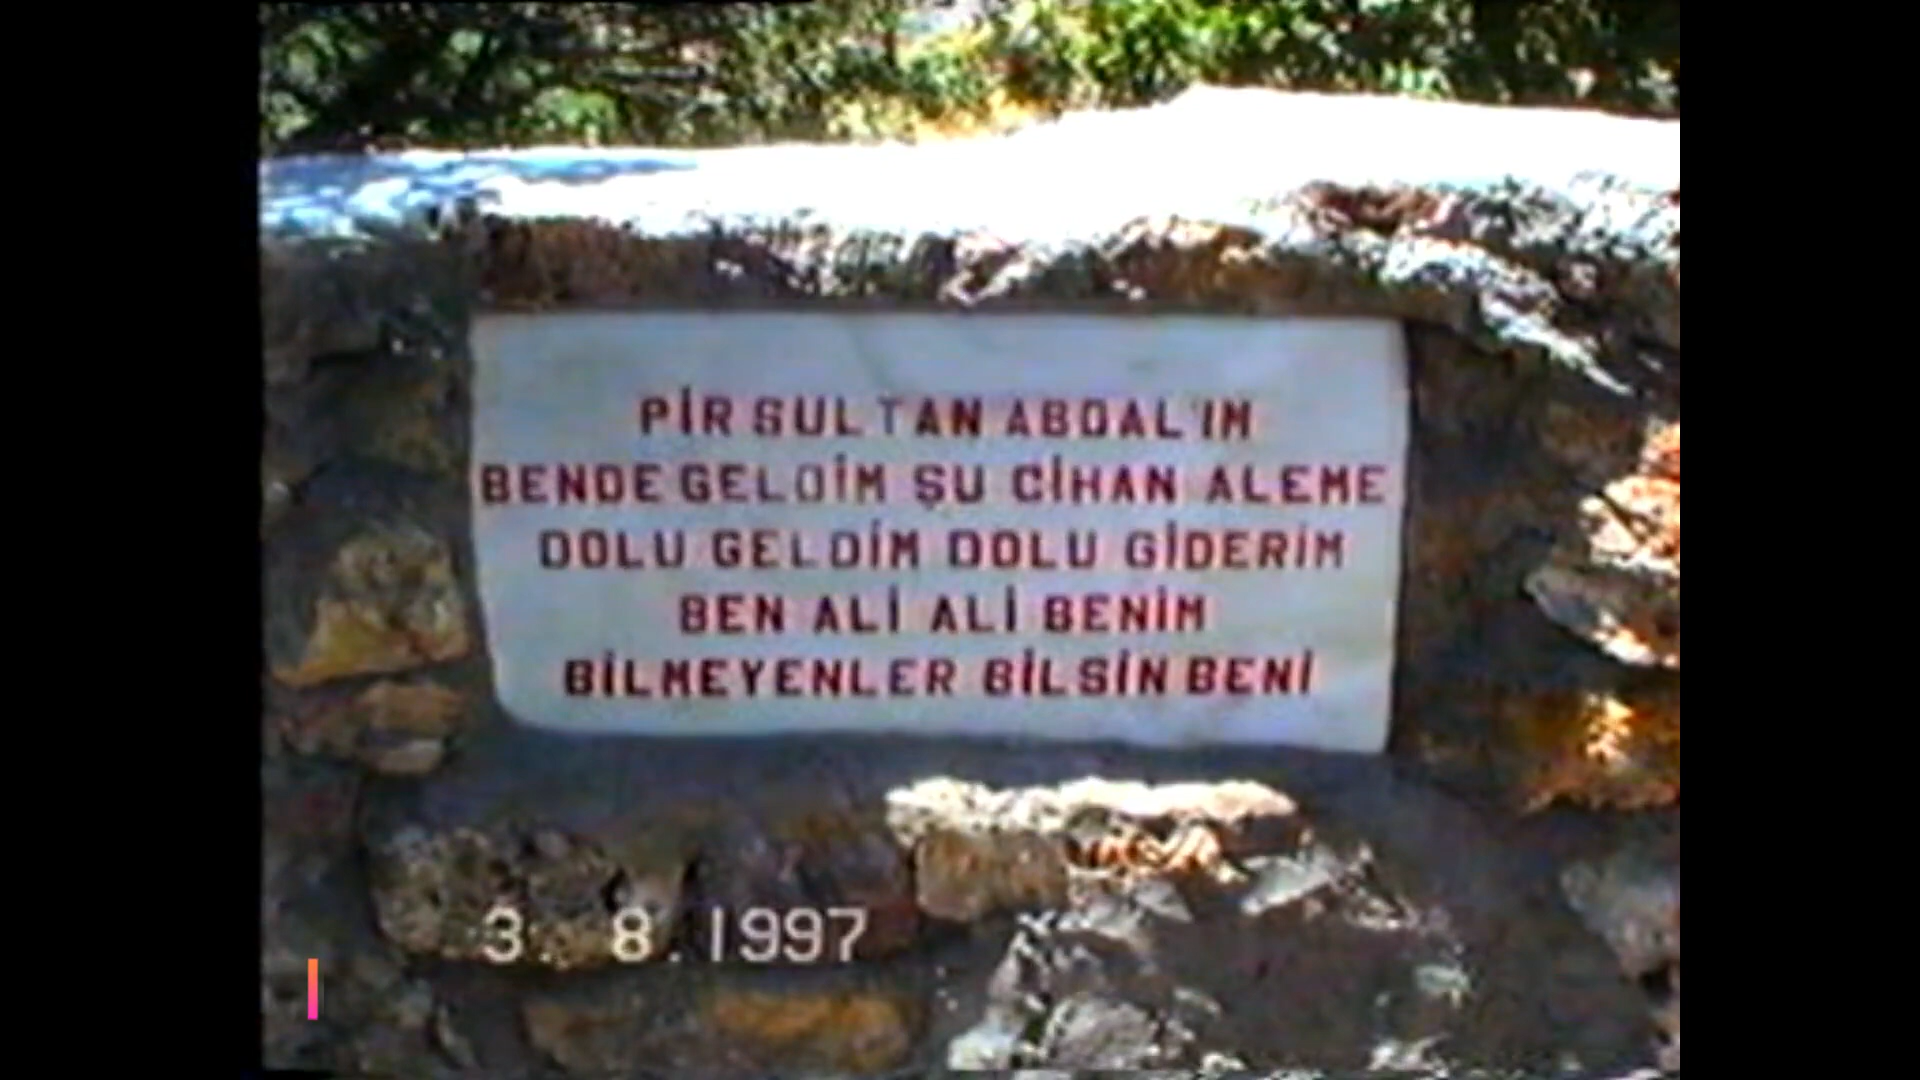 PİR SULTAN ABDAL'IM
BENDE GELDİM ŞU CİHAN ALEME
DOLU GELDİM DOLU GİDERİM
BEN ALİ ALİ BENİM
BİLMEYENLER BİLSİN BENİ
3. 8.1997